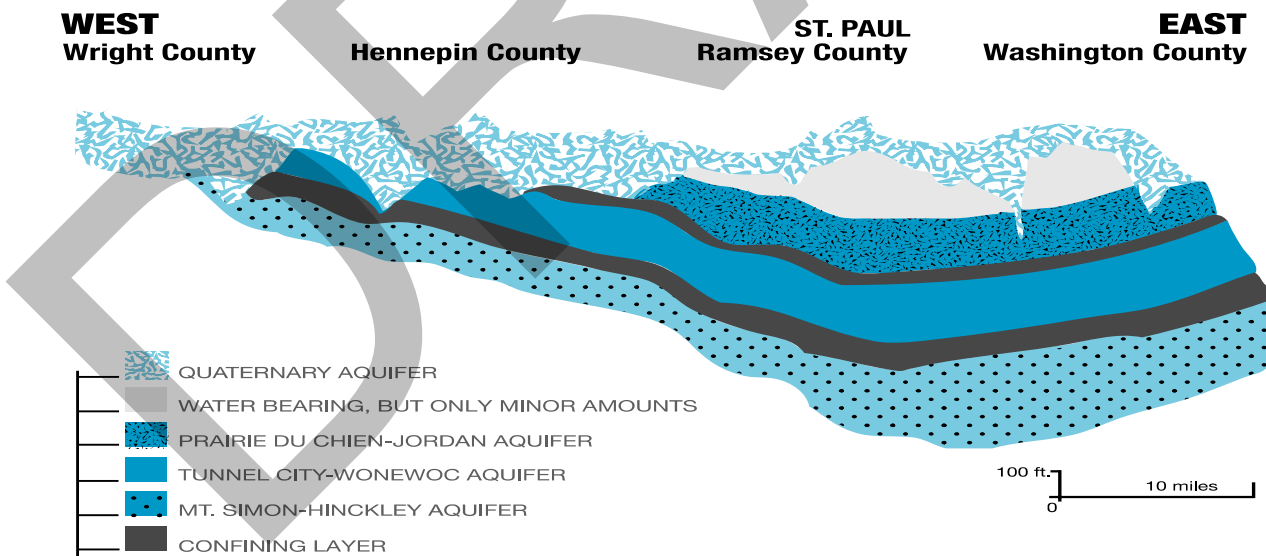 WEST
Wright County
Hennepin County
ST. PAUL
Ramsey County
EAST
Washington County
QUATERNARY AQUIFER
WATER BEARING, BUT ONLY MINOR AMOUNTS
PRAIRIE DU CHIEN-JORDAN AQUIFER
TUNNEL CITY-WONEWOC AQUIFER
MT. SIMON-HINCKLEY AQUIFER
CONFINING LAYER
100 ft.
0
10 miles